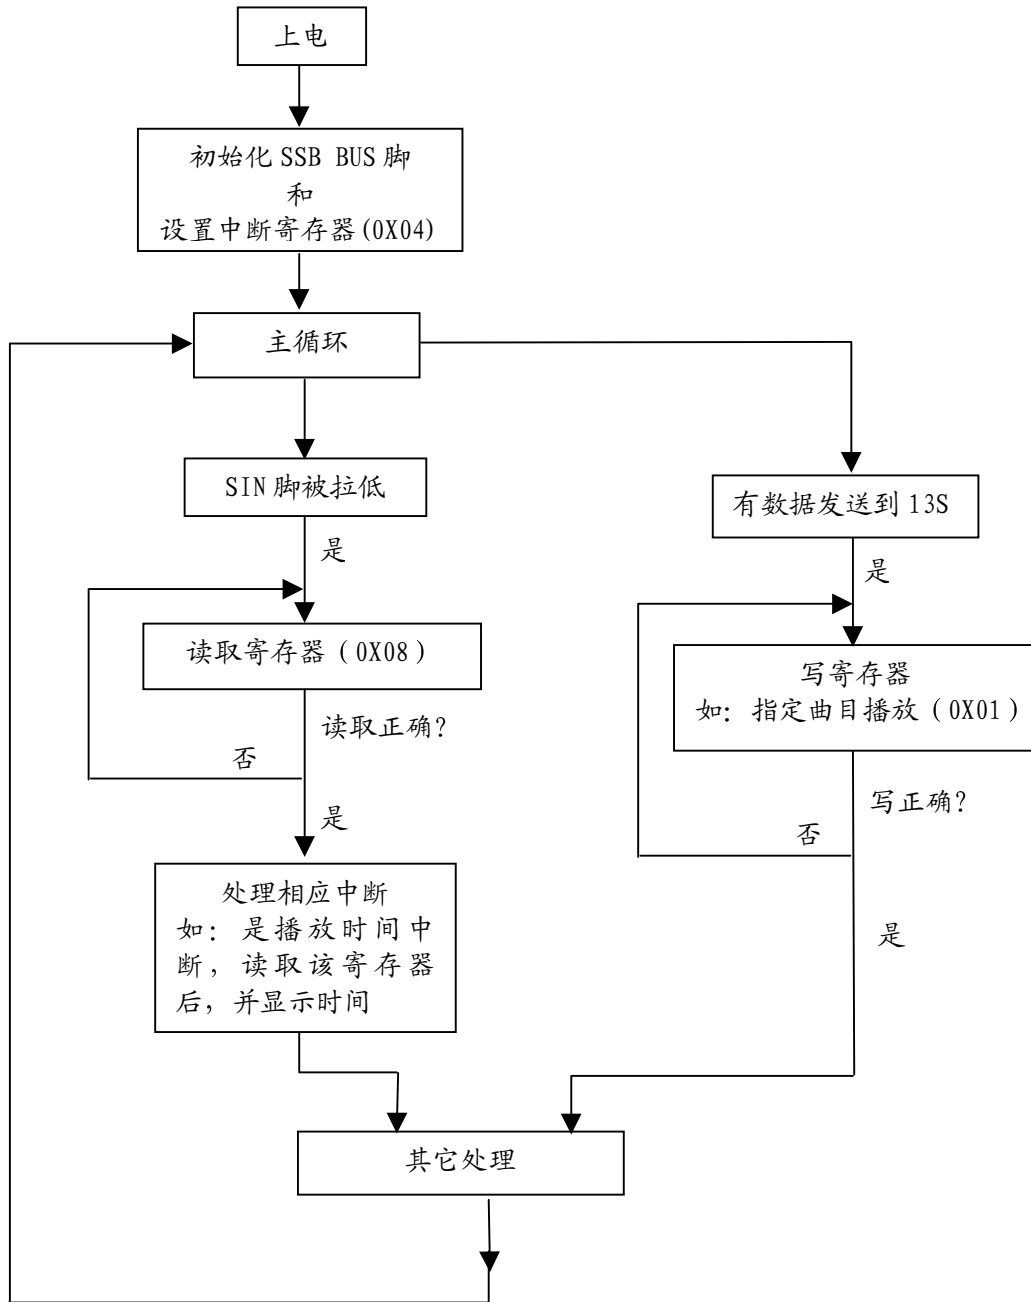 上电
初始化 SSB BUS 脚
和
设置中断寄存器(0X04)
主循环
SIN 脚被拉低
是
读取寄存器（0X08）
读取正确?
否
是
处理相应中断
如：是播放时间中
断，读取该寄存器
后，并显示时间
有数据发送到 13S
是
写寄存器
如：指定曲目播放（0X01）
写正确?
否
是
其它处理